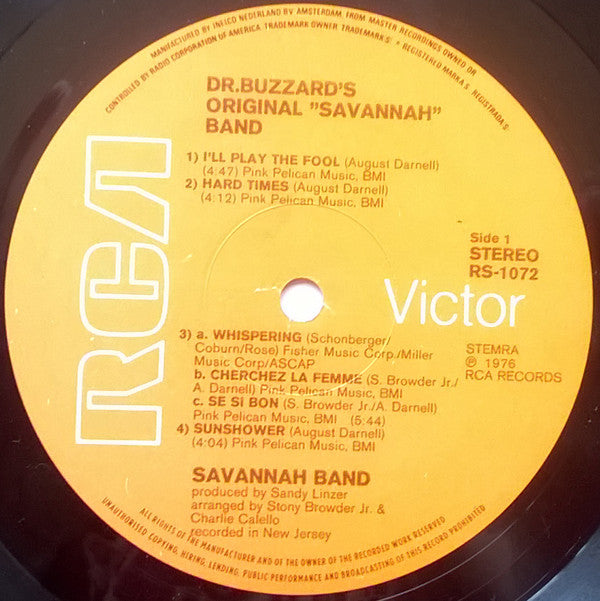 MANUFACTURED BY INELCO NEDERLAND BV AMSTERDAM, FROM MASTER RECORDINGS OWNED OR
CONTROLLED BY RADIO CORPORATION OF AMERICA. TRADEMARK OWNER. TRADEMARKS® • REGISTERED MARKA.S. REGISTRADA'S
DR.BUZZARD'S
ORIGINAL "SAVANNAH"
BAND
1) I'LL PLAY THE FOOL (August Darnell)
(4:47) Pink Pelican Music, BMI
2) HARD TIMES (August Darnell)
(4:12) Pink Pelican Music, BMI
Side 1
STEREO
RS-1072
RCA
Victor
3) a. WHISPERING (Schonberger/
Coburn/Rose) Fisher Music Corp./Miller
Music Corp/ASCAP
b. CHERCHEZ LA FEMME (S. Browder Jr./
A. Darnell) Pink Pelican Music, BMI
c. SE SI BON (S. Browder Jr./A. Darnell)
Pink Pelican Music, BMI (5:44)
4) SUNSHOWER (August Darnell)
(4:04) Pink Pelican Music, BMI
STEMRA
℗ 1976
RCA RECORDS
SAVANNAH BAND
produced by Sandy Linzer
arranged by Stony Browder Jr. &
Charlie Calello
recorded in New Jersey
ALL RIGHTS OF THE MANUFACTURER AND OF THE OWNER OF THE RECORDED WORK RESERVED
UNAUTHORISED COPYING, HIRING, LENDING, PUBLIC PERFORMANCE AND BROADCASTING OF THIS RECORD PROHIBITED